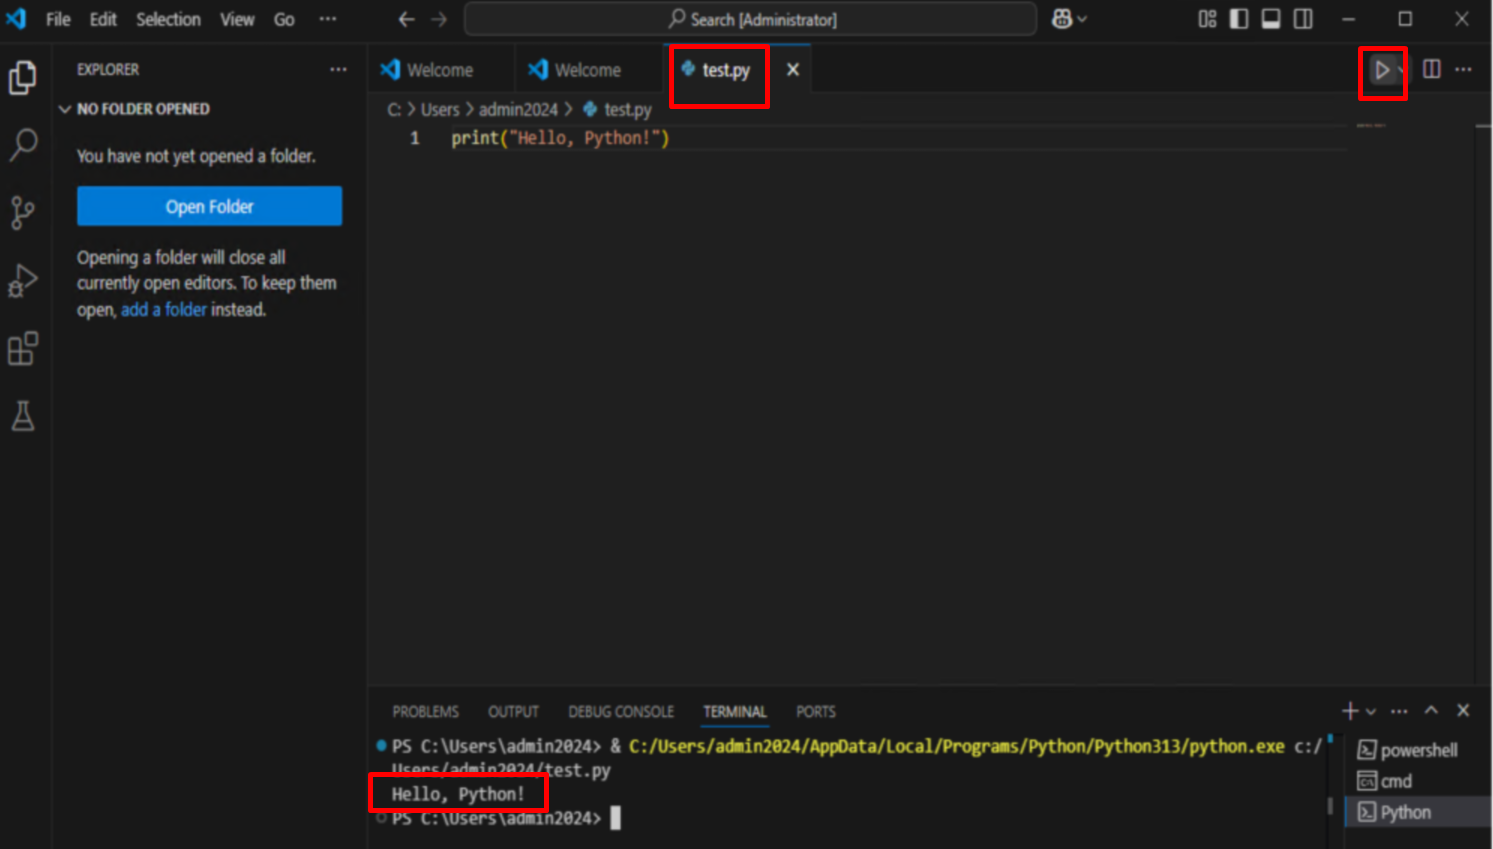 File Edit Selection View Go ···
Search [Administrator]
EXPLORER ···
Welcome
Welcome
test.py
NO FOLDER OPENED
You have not yet opened a folder.
Open Folder
Opening a folder will close all
currently open editors. To keep them
open, add a folder instead.
C: > Users > admin2024 > test.py
1 print("Hello, Python!")
PROBLEMS OUTPUT DEBUG CONSOLE TERMINAL PORTS
PS C:\Users\admin2024> & C:/Users/admin2024/AppData/Local/Programs/Python/Python313/python.exe c:/
Users/admin2024/test.py
Hello, Python!
PS C:\Users\admin2024>
powershell
cmd
Python